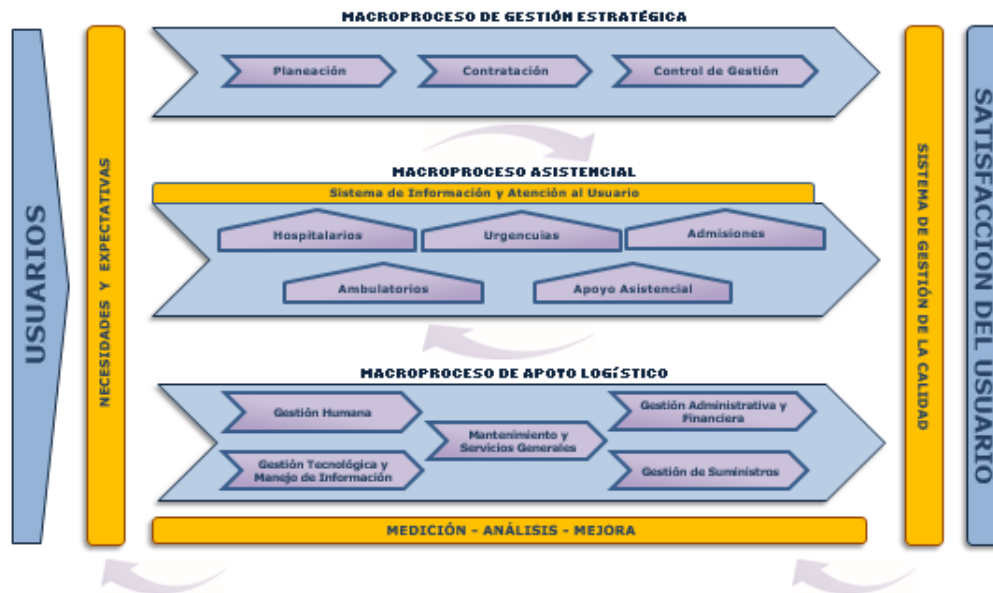 MACROPROCESO DE GESTIÓN ESTRATÉGICA
Planeación
Contratación
Control de Gestión
USUARIOS
NECESIDADES Y EXPECTATIVAS
MACROPROCESO ASISTENCIAL
Sistema de Información y Atención al Usuario
Hospitalarios
Urgencuias
Admisiones
Ambulatorios
Apoyo Asistencial
MACROPROCESO DE APOYO LOGÍSTICO
Gestión Humana
Gestión Tecnológica y
Manejo de Información
Mantenimiento y
Servicios Generales
Gestión Administrativa y
Financiera
Gestión de Suministros
MEDICIÓN - ANÁLISIS - MEJORA
SISTEMA DE GESTIÓN DE LA CALIDAD
SATISFACCION DEL USUARIO